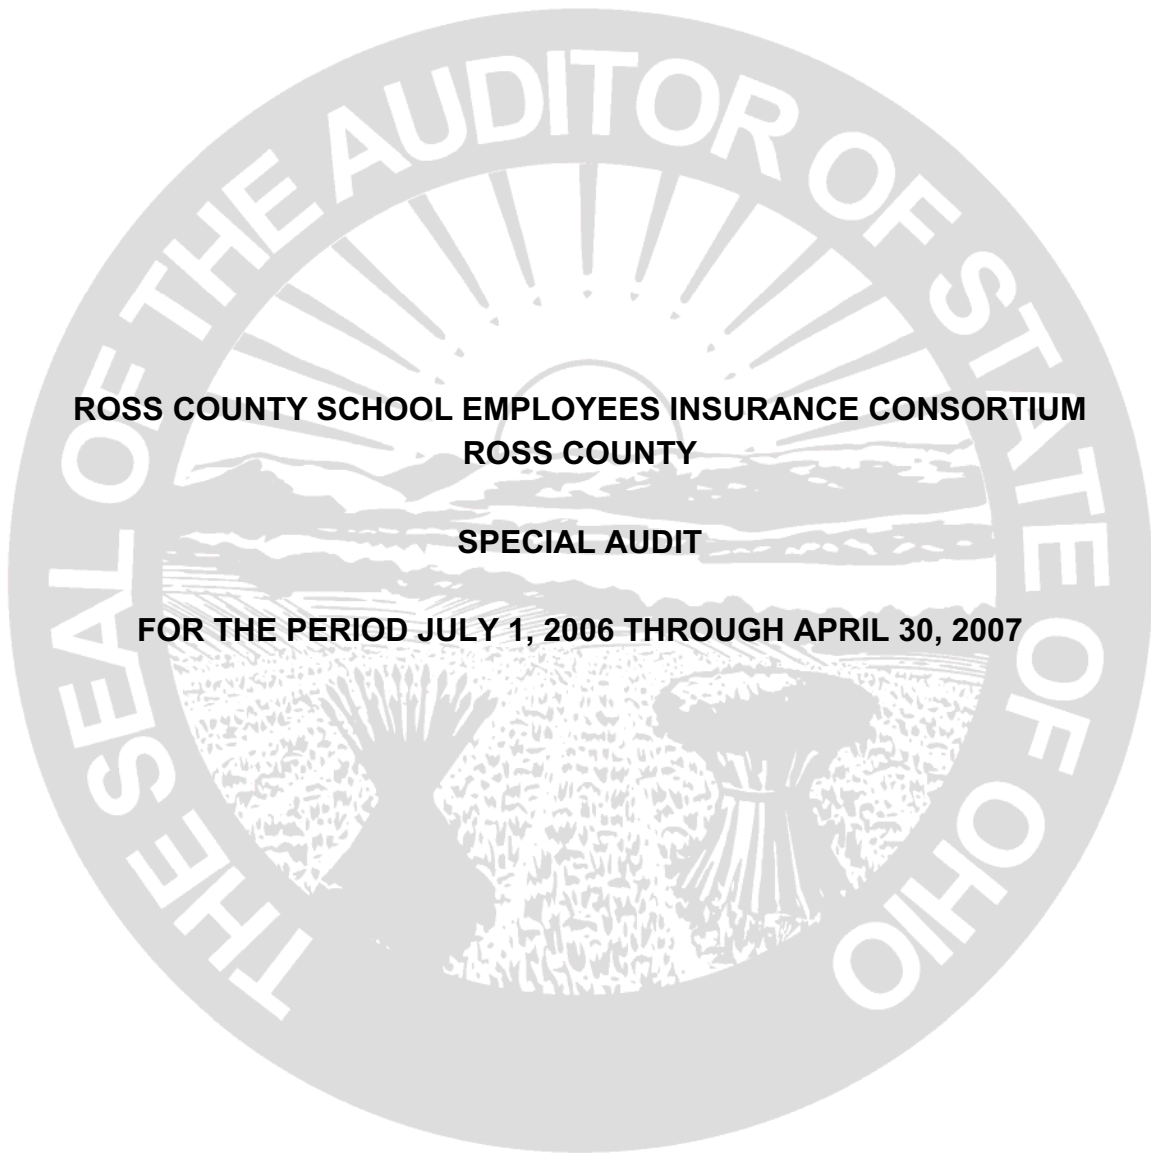 THE SEAL OF THE AUDITOR OF STATE OF OHIO
ROSS COUNTY SCHOOL EMPLOYEES INSURANCE CONSORTIUM
ROSS COUNTY
SPECIAL AUDIT
FOR THE PERIOD JULY 1, 2006 THROUGH APRIL 30, 2007